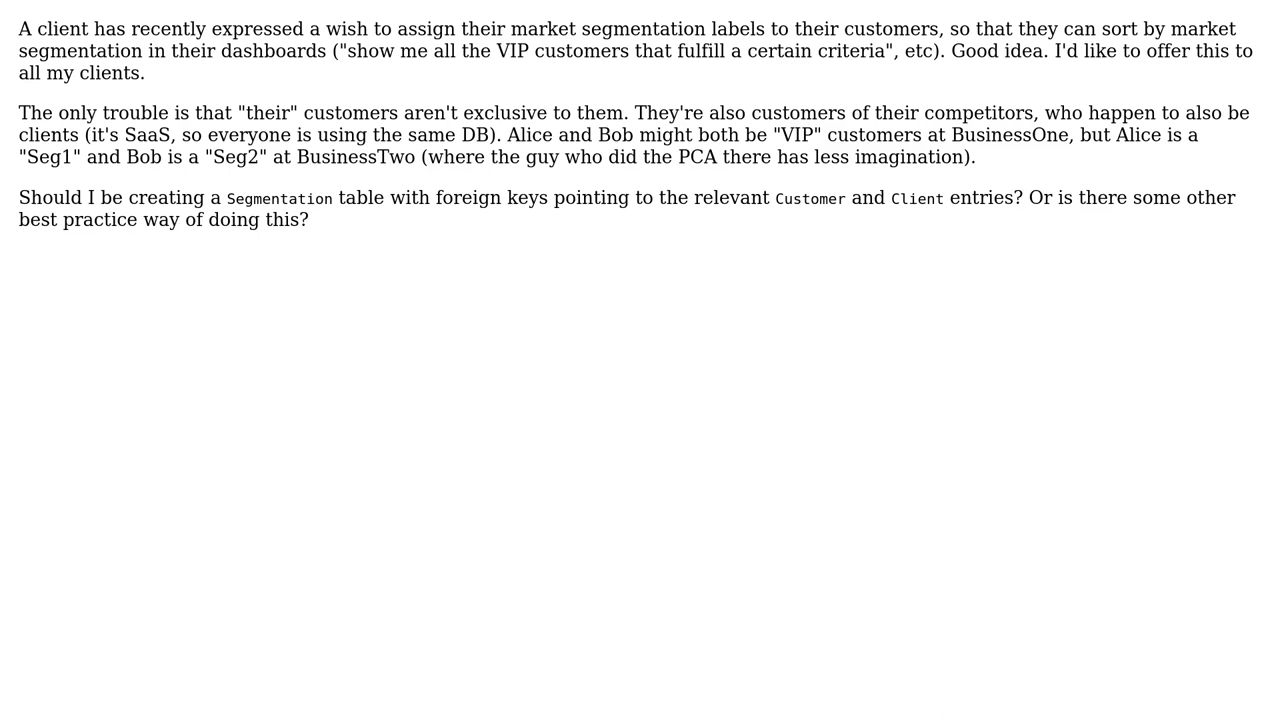 A client has recently expressed a wish to assign their market segmentation labels to their customers, so that they can sort by market
segmentation in their dashboards ("show me all the VIP customers that fulfill a certain criteria", etc). Good idea. I'd like to offer this to
all my clients.
The only trouble is that "their" customers aren't exclusive to them. They're also customers of their competitors, who happen to also be
clients (it's SaaS, so everyone is using the same DB). Alice and Bob might both be "VIP" customers at BusinessOne, but Alice is a
"Seg1" and Bob is a "Seg2" at BusinessTwo (where the guy who did the PCA there has less imagination).
Should I be creating a Segmentation table with foreign keys pointing to the relevant Customer and Client entries? Or is there some other
best practice way of doing this?